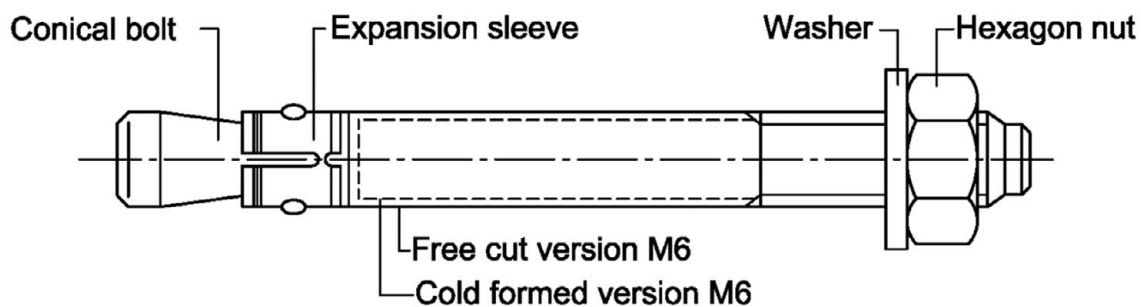 Conical bolt
Expansion sleeve
Washer
Hexagon nut
Free cut version M6
Cold formed version M6